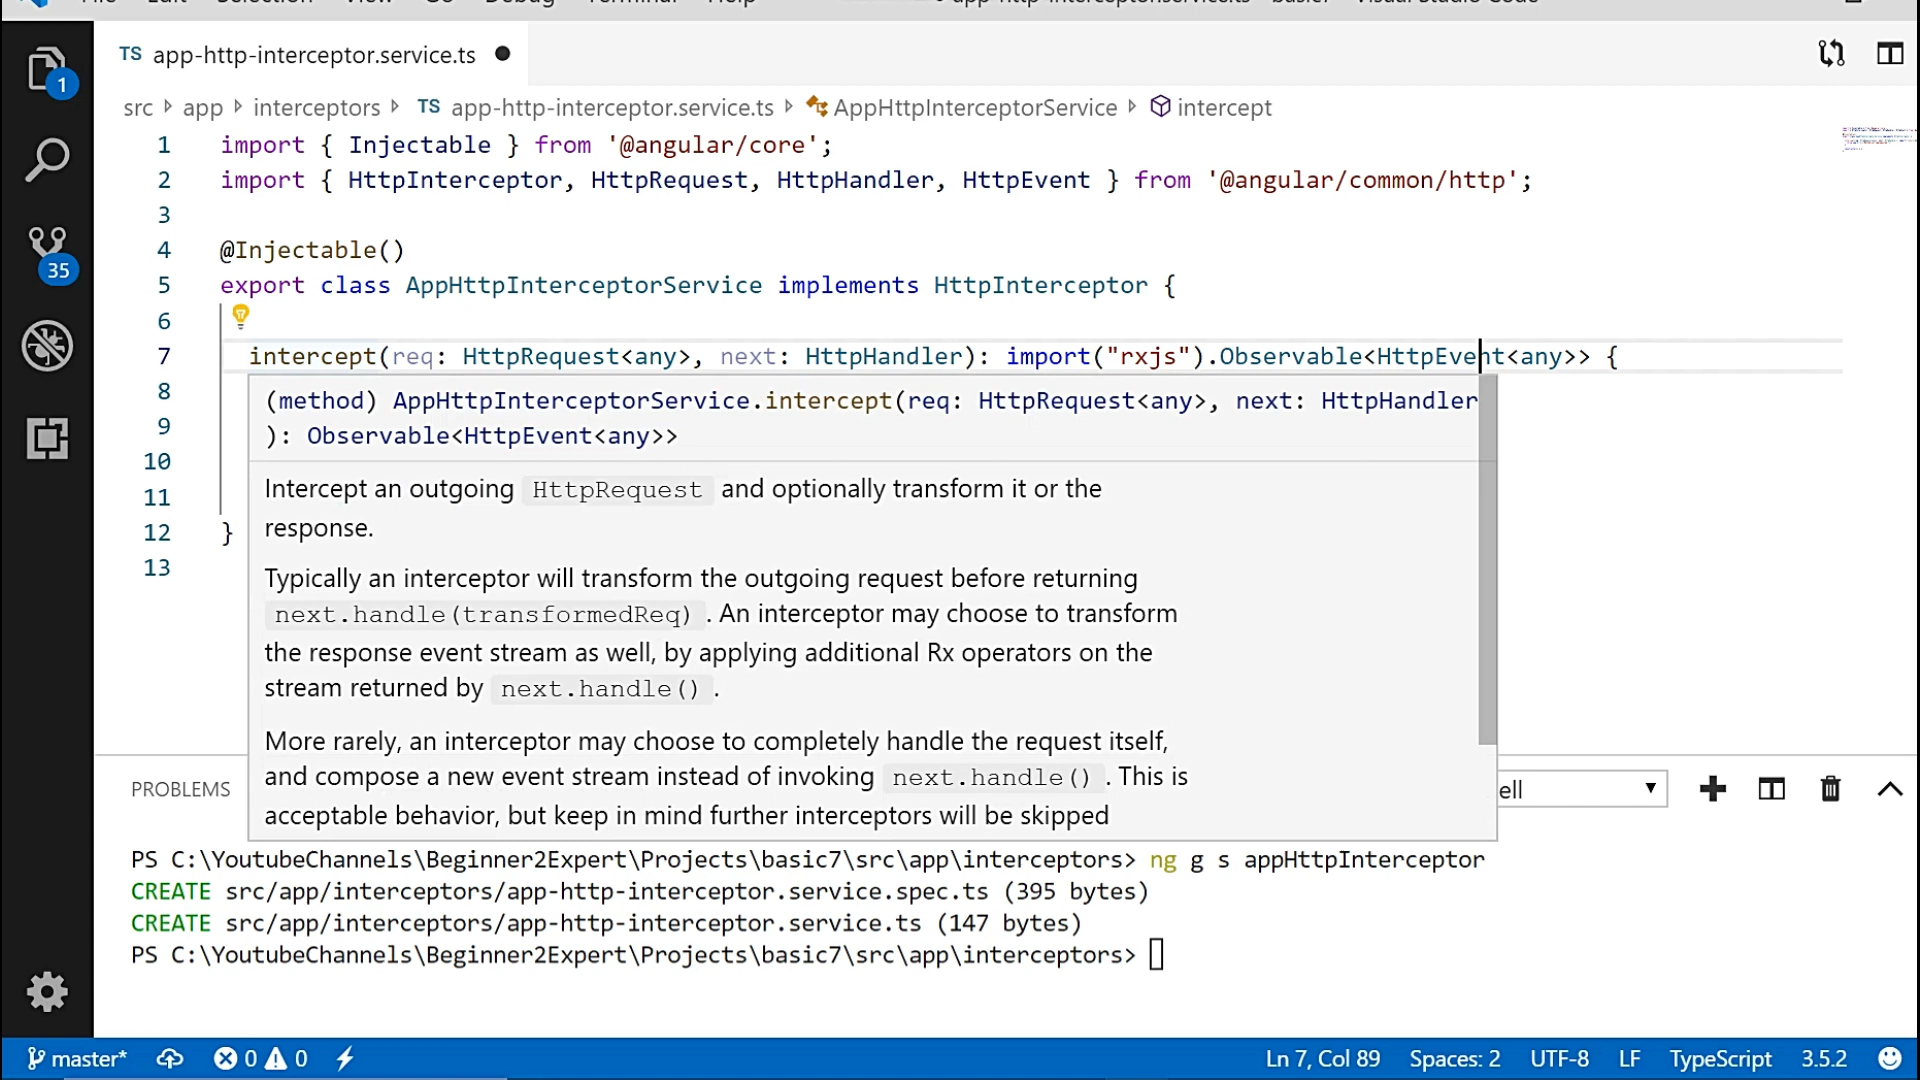 TS app-http-interceptor.service.ts
1
src app interceptors TS app-http-interceptor.service.ts AppHttpInterceptorService intercept
1 import { Injectable } from '@angular/core';
2 import { HttpInterceptor, HttpRequest, HttpHandler, HttpEvent } from '@angular/common/http';
3
4 @Injectable()
35
5 export class AppHttpInterceptorService implements HttpInterceptor {
6
7 intercept(req: HttpRequest<any>, next: HttpHandler): import("rxjs").Observable<HttpEvent<any>> {
8
9
10
11
12 }
13
(method) AppHttpInterceptorService.intercept(req: HttpRequest<any>, next: HttpHandler
): Observable<HttpEvent<any>>
Intercept an outgoing HttpRequest and optionally transform it or the
response.
Typically an interceptor will transform the outgoing request before returning
next.handle(transformedReq) . An interceptor may choose to transform
the response event stream as well, by applying additional Rx operators on the
stream returned by next.handle() .
More rarely, an interceptor may choose to completely handle the request itself,
and compose a new event stream instead of invoking next.handle() . This is
acceptable behavior, but keep in mind further interceptors will be skipped
PROBLEMS ell
PS C:\YoutubeChannels\Beginner2Expert\Projects\basic7\src\app\interceptors> ng g s appHttpInterceptor
CREATE src/app/interceptors/app-http-interceptor.service.spec.ts (395 bytes)
CREATE src/app/interceptors/app-http-interceptor.service.ts (147 bytes)
PS C:\YoutubeChannels\Beginner2Expert\Projects\basic7\src\app\interceptors>
master* 0 0 Ln 7, Col 89 Spaces: 2 UTF-8 LF TypeScript 3.5.2